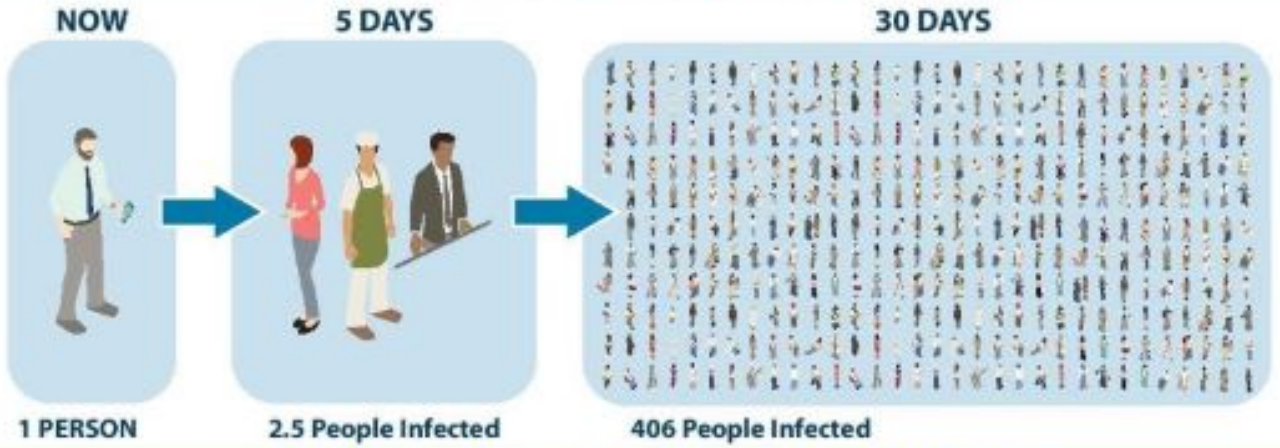 NOW
5 DAYS
30 DAYS
1 PERSON
2.5 People Infected
406 People Infected